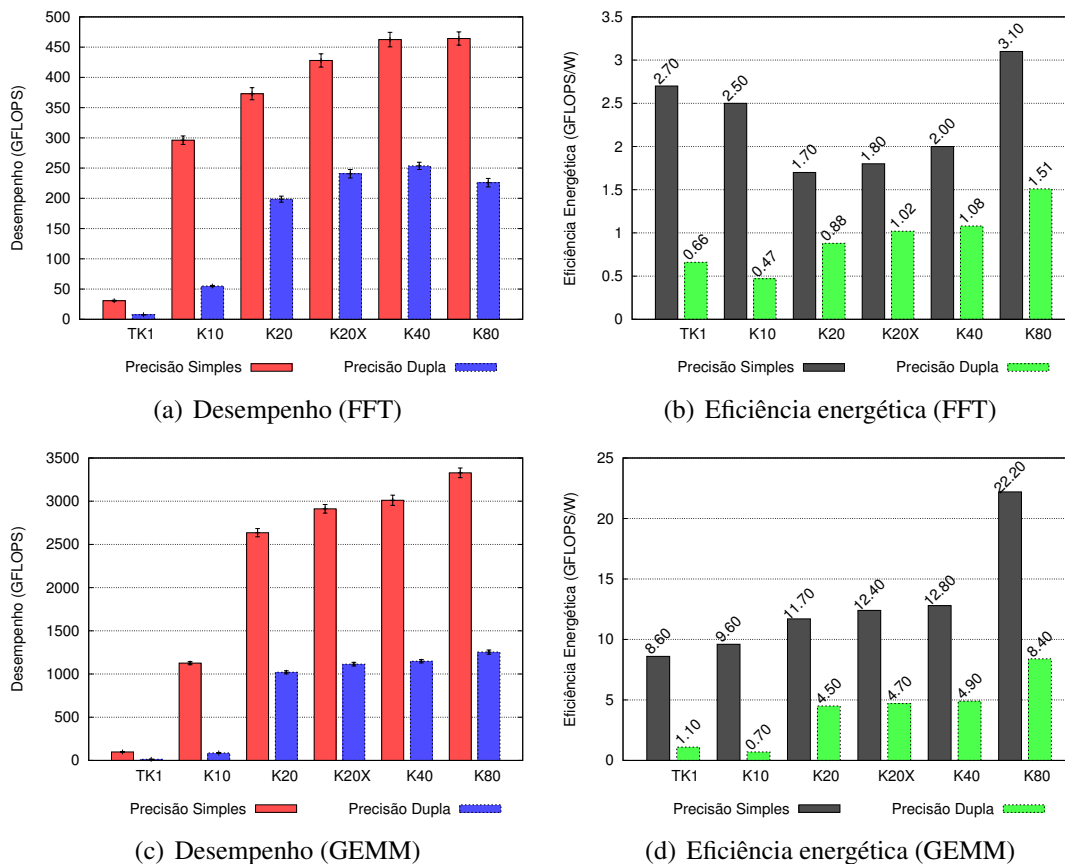 500
450
400
350
300
250
200
150
100
50
0
Desempenho (GFLOPS)
TK1 K10 K20 K20X K40 K80
Precisão Simples Precisão Dupla
(a) Desempenho (FFT)
3.5
3
2.5
2
1.5
1
0.5
0
Eficiência Energética (GFLOPS/W)
2.70 0.66 2.50 0.47 1.70 0.88 1.80 1.02 2.00 1.08 3.10 1.51
TK1 K10 K20 K20X K40 K80
Precisão Simples Precisão Dupla
(b) Eficiência energética (FFT)
3500
3000
2500
2000
1500
1000
500
0
Desempenho (GFLOPS)
TK1 K10 K20 K20X K40 K80
Precisão Simples Precisão Dupla
(c) Desempenho (GEMM)
25
20
15
10
5
0
Eficiência Energética (GFLOPS/W)
8.60 1.10 9.60 0.70 11.70 4.50 12.40 4.70 12.80 4.90 22.20 8.40
TK1 K10 K20 K20X K40 K80
Precisão Simples Precisão Dupla
(d) Eficiência energética (GEMM)